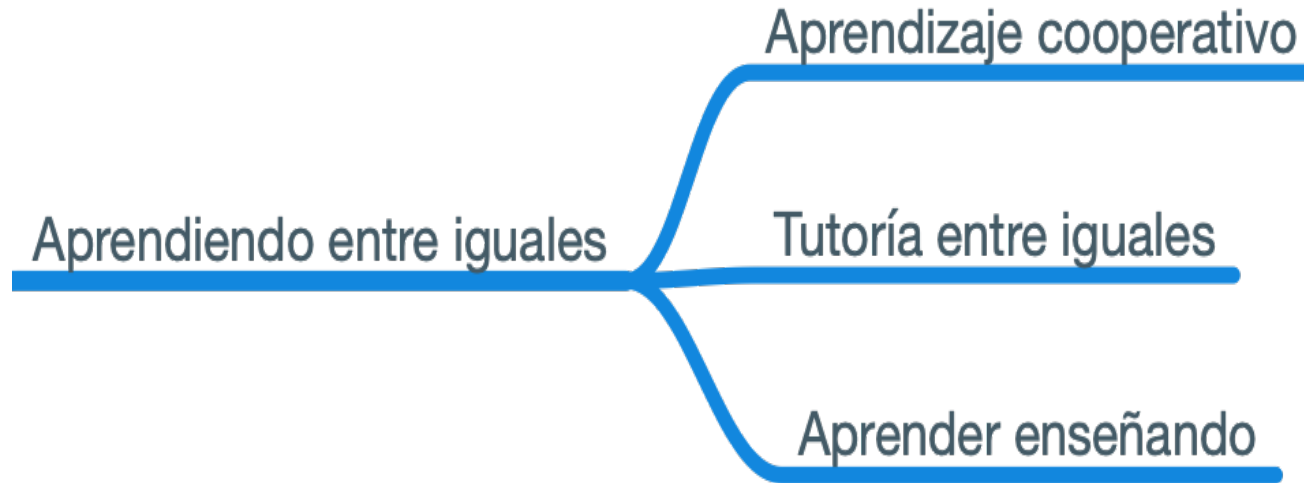 Aprendizaje cooperativo
Aprendiendo entre iguales
Tutoría entre iguales
Aprender enseñando